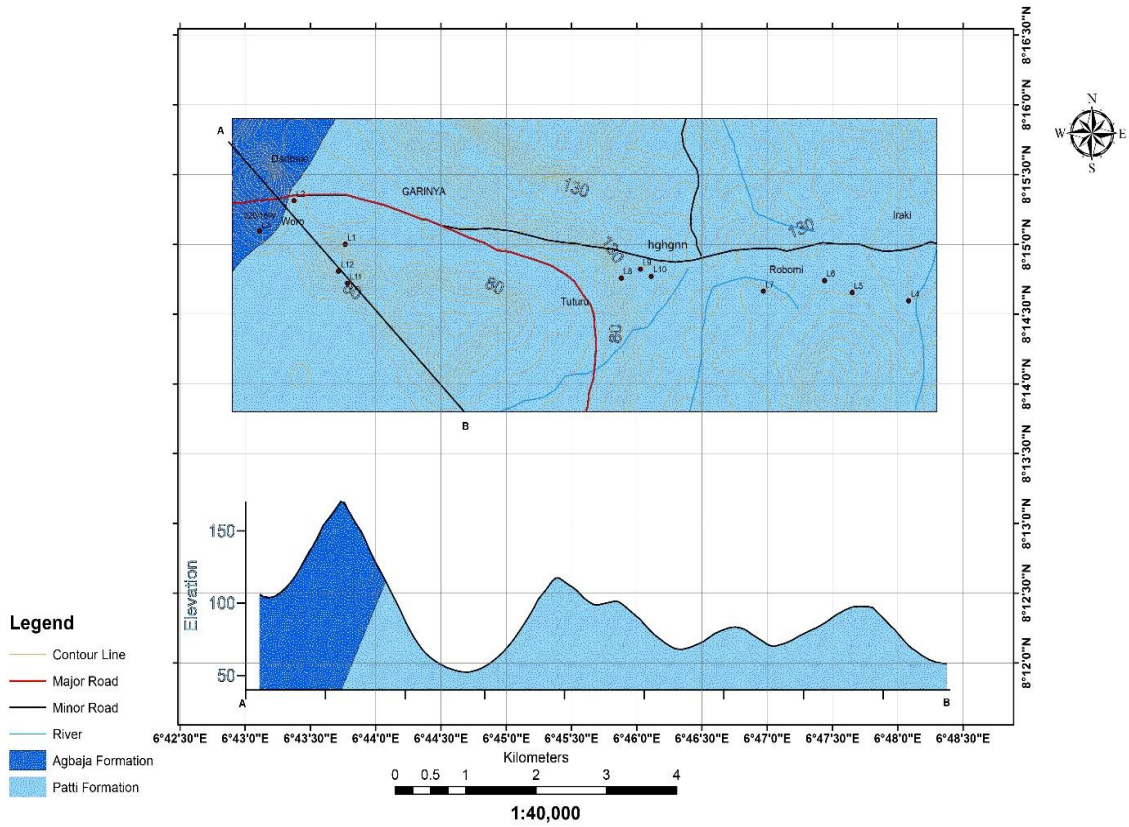 N
W E
S
8°16'30"N
8°16'0"N
8°15'30"N
8°15'0"N
8°14'30"N
8°14'0"N
8°13'30"N
8°13'0"N
8°12'30"N
8°12'0"N
A
GARINYA
130
Iraki
L2
Woro
130
130
hghgnn
L1
L12
L11
80
80
L8
L9
L10
Robomi
L7
L6
L5
L4
Tuturu
80
B
Elevation
150
100
50
A
B
6°42'30"E 6°43'0"E 6°43'30"E 6°44'0"E 6°44'30"E 6°45'0"E 6°45'30"E 6°46'0"E 6°46'30"E 6°47'0"E 6°47'30"E 6°48'0"E 6°48'30"E
Legend
Contour Line
Major Road
Minor Road
River
Agbaja Formation
Patti Formation
Kilometers
0 0.5 1 2 3 4
1:40,000